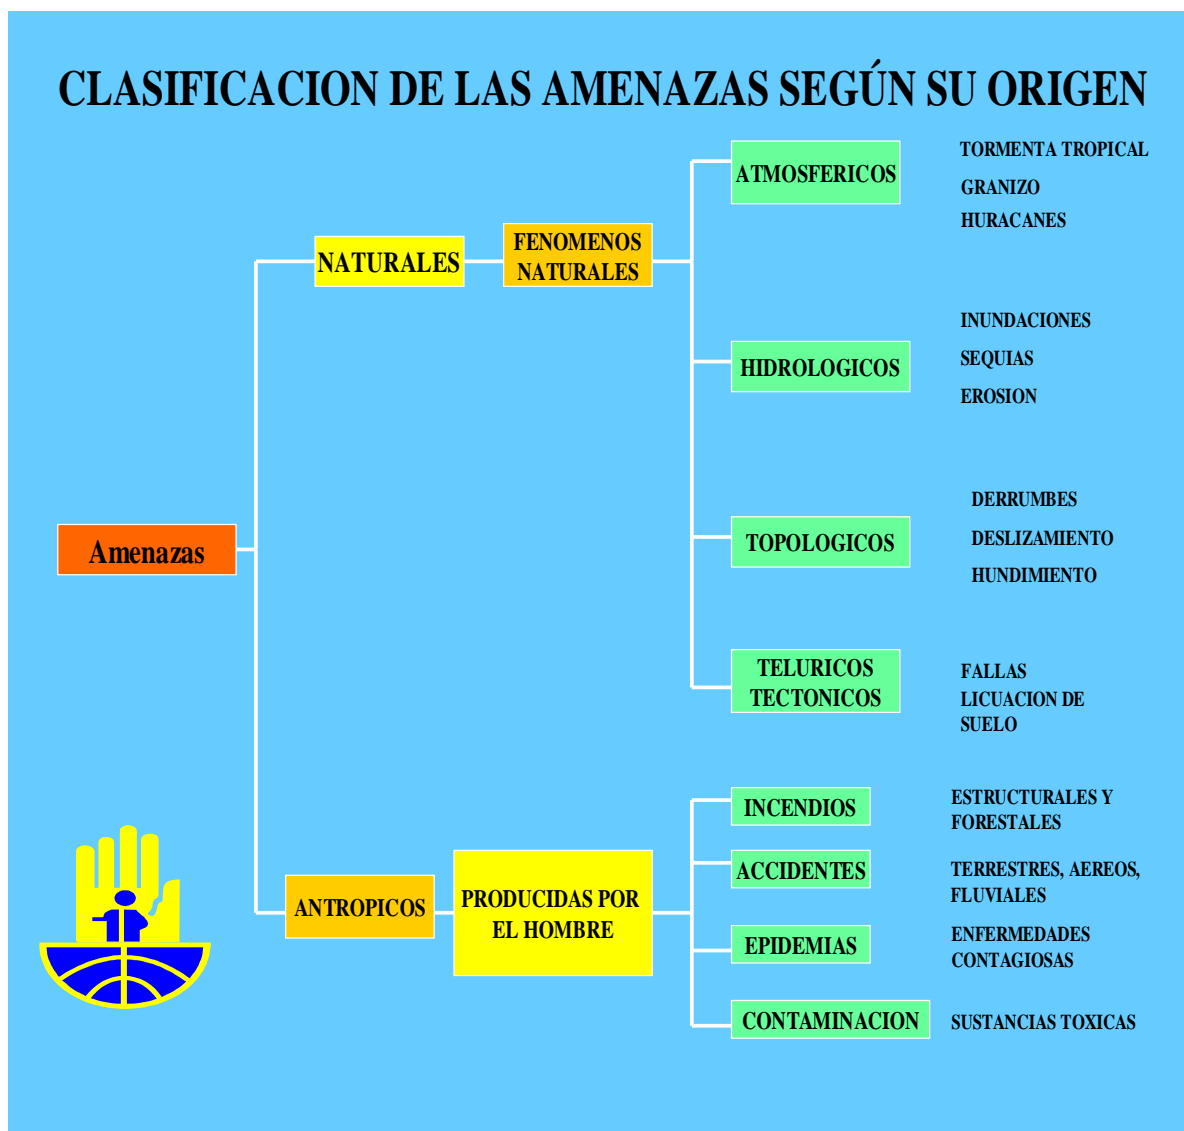 CLASIFICACION DE LAS AMENAZAS SEGÚN SU ORIGEN
Amenazas
NATURALES
FENOMENOS
NATURALES
ATMOSFERICOS
TORMENTA TROPICAL
GRANIZO
HURACANES
HIDROLOGICOS
INUNDACIONES
SEQUIAS
EROSION
TOPOLOGICOS
DERRUMBES
DESLIZAMIENTO
HUNDIMIENTO
TELURICOS
TECTONICOS
FALLAS
LICUACION DE
SUELO
ANTROPICOS
PRODUCIDAS POR
EL HOMBRE
INCENDIOS
ESTRUCTURALES Y
FORESTALES
ACCIDENTES
TERRESTRES, AEREOS,
FLUVIALES
EPIDEMIAS
ENFERMEDADES
CONTAGIOSAS
CONTAMINACION
SUSTANCIAS TOXICAS